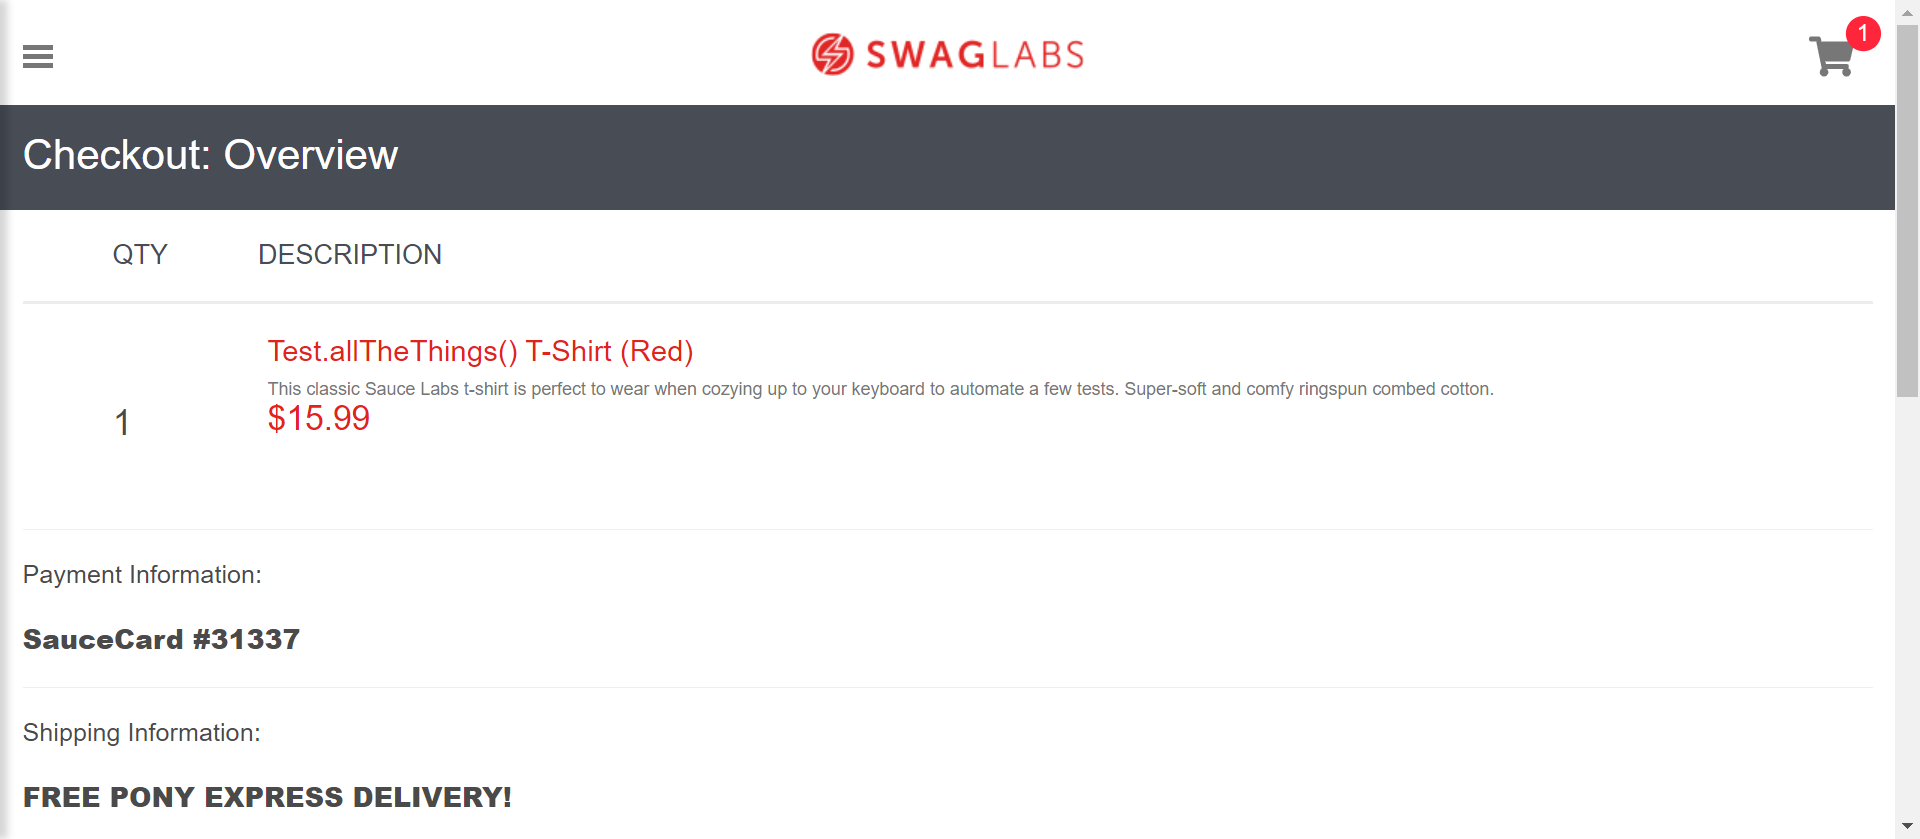 SWAGLABS
1
Checkout: Overview
QTY DESCRIPTION
Test.allTheThings() T-Shirt (Red)
This classic Sauce Labs t-shirt is perfect to wear when cozying up to your keyboard to automate a few tests. Super-soft and comfy ringspun combed cotton.
$15.99
1
Payment Information:
SauceCard #31337
Shipping Information:
FREE PONY EXPRESS DELIVERY!